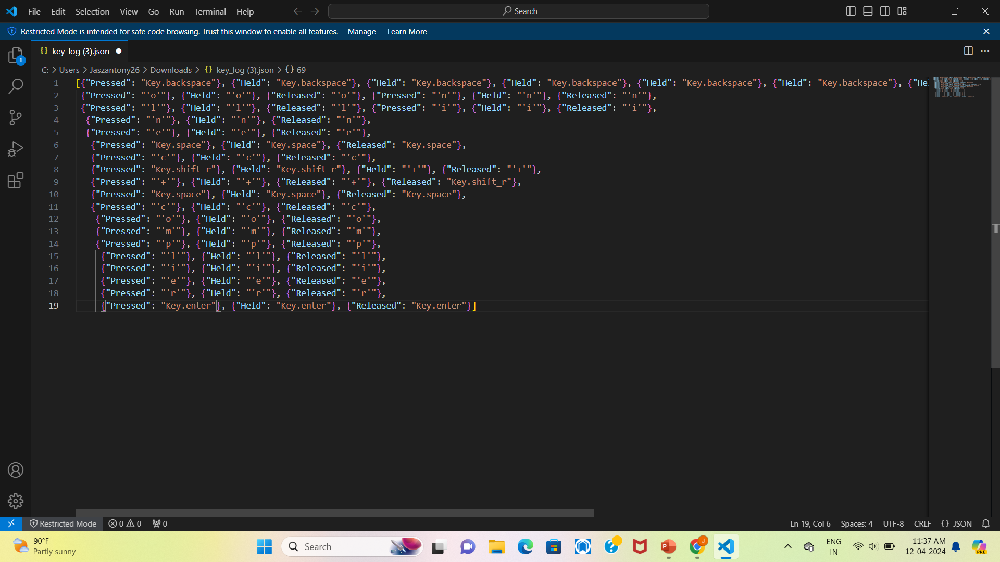 File Edit Selection View Go Run Terminal Help Search
Restricted Mode is intended for safe code browsing. Trust this window to enable all features. Manage Learn More
{} key_log (3).json
1
C: > Users > Jaszantony26 > Downloads > {} key_log (3).json > {} 69
1 [{"Pressed": "Key.backspace"}, {"Held": "Key.backspace"}, {"Held": "Key.backspace"}, {"Held": "Key.backspace"}, {"Held": "Key.backspace"}, {"Held": "Key.backspace"}, {"He
2 {"Pressed": "'o'"}, {"Held": "'o'"}, {"Released": "'o'"}, {"Pressed": "'n'"}, {"Held": "'n'"}, {"Released": "'n'"},
3 {"Pressed": "'l'"}, {"Held": "'l'"}, {"Released": "'l'"}, {"Pressed": "'i'"}, {"Held": "'i'"}, {"Released": "'i'"},
4 {"Pressed": "'n'"}, {"Held": "'n'"}, {"Released": "'n'"},
5 {"Pressed": "'e'"}, {"Held": "'e'"}, {"Released": "'e'"},
6 {"Pressed": "Key.space"}, {"Held": "Key.space"}, {"Released": "Key.space"},
7 {"Pressed": "'c'"}, {"Held": "'c'"}, {"Released": "'c'"},
8 {"Pressed": "Key.shift_r"}, {"Held": "Key.shift_r"}, {"Held": "'+'"}, {"Released": "'+'"},
9 {"Pressed": "'+'"}, {"Held": "'+'"}, {"Released": "'+'"}, {"Released": "Key.shift_r"},
10 {"Pressed": "Key.space"}, {"Held": "Key.space"}, {"Released": "Key.space"},
11 {"Pressed": "'c'"}, {"Held": "'c'"}, {"Released": "'c'"},
12 {"Pressed": "'o'"}, {"Held": "'o'"}, {"Released": "'o'"},
13 {"Pressed": "'m'"}, {"Held": "'m'"}, {"Released": "'m'"},
14 {"Pressed": "'p'"}, {"Held": "'p'"}, {"Released": "'p'"},
15 {"Pressed": "'l'"}, {"Held": "'l'"}, {"Released": "'l'"},
16 {"Pressed": "'i'"}, {"Held": "'i'"}, {"Released": "'i'"},
17 {"Pressed": "'e'"}, {"Held": "'e'"}, {"Released": "'e'"},
18 {"Pressed": "'r'"}, {"Held": "'r'"}, {"Released": "'r'"},
19 {"Pressed": "Key.enter"}, {"Held": "Key.enter"}, {"Released": "Key.enter"}]
Restricted Mode 0 0 0 Ln 19, Col 6 Spaces: 4 UTF-8 CRLF {} JSON
90°F
Partly sunny
Search
ENG
IN
11:37 AM
12-04-2024
PRE